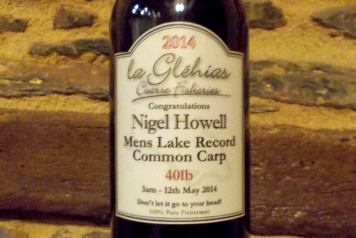 2014
la Gléhias
Course Fisheries
Congratulations
Nigel Howell
Mens Lake Record
Common Carp
40lb
3am - 12th May 2014
Don't let it go to your head!
100% Pure Fisherman